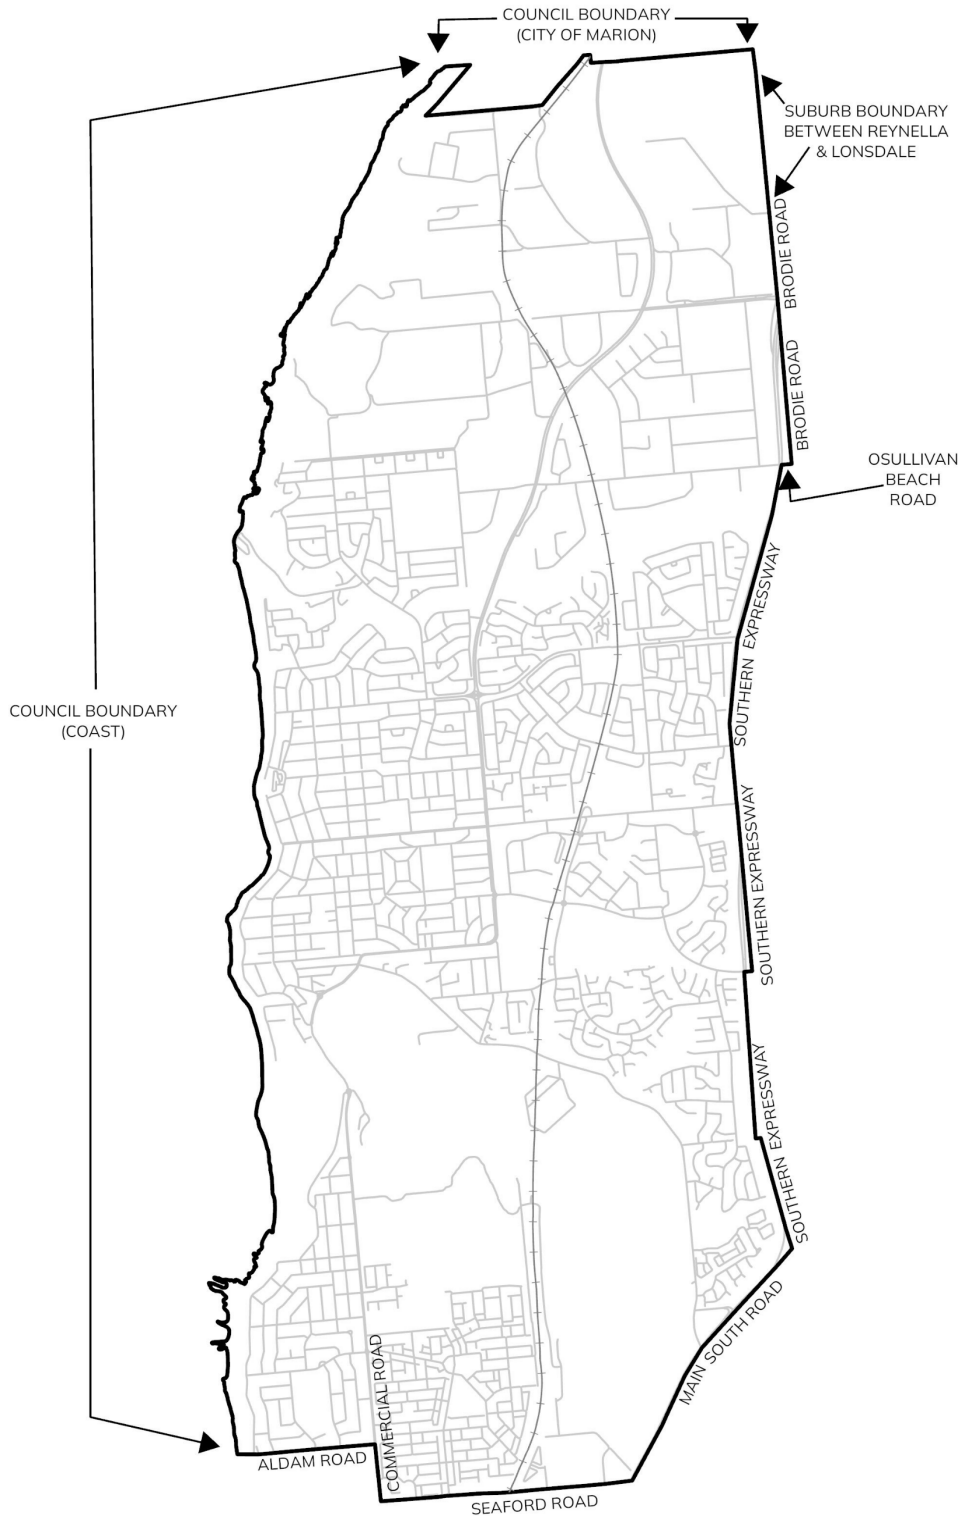 COUNCIL BOUNDARY
(CITY OF MARION)
SUBURB BOUNDARY
BETWEEN REYNELLA
& LONSDALE
BRODIE ROAD
BRODIE ROAD
OSULLIVAN
BEACH
ROAD
SOUTHERN EXPRESSWAY
COUNCIL BOUNDARY
(COAST)
SOUTHERN EXPRESSWAY
SOUTHERN EXPRESSWAY
MAIN SOUTH ROAD
COMMERCIAL ROAD
ALDAM ROAD
SEAFORD ROAD